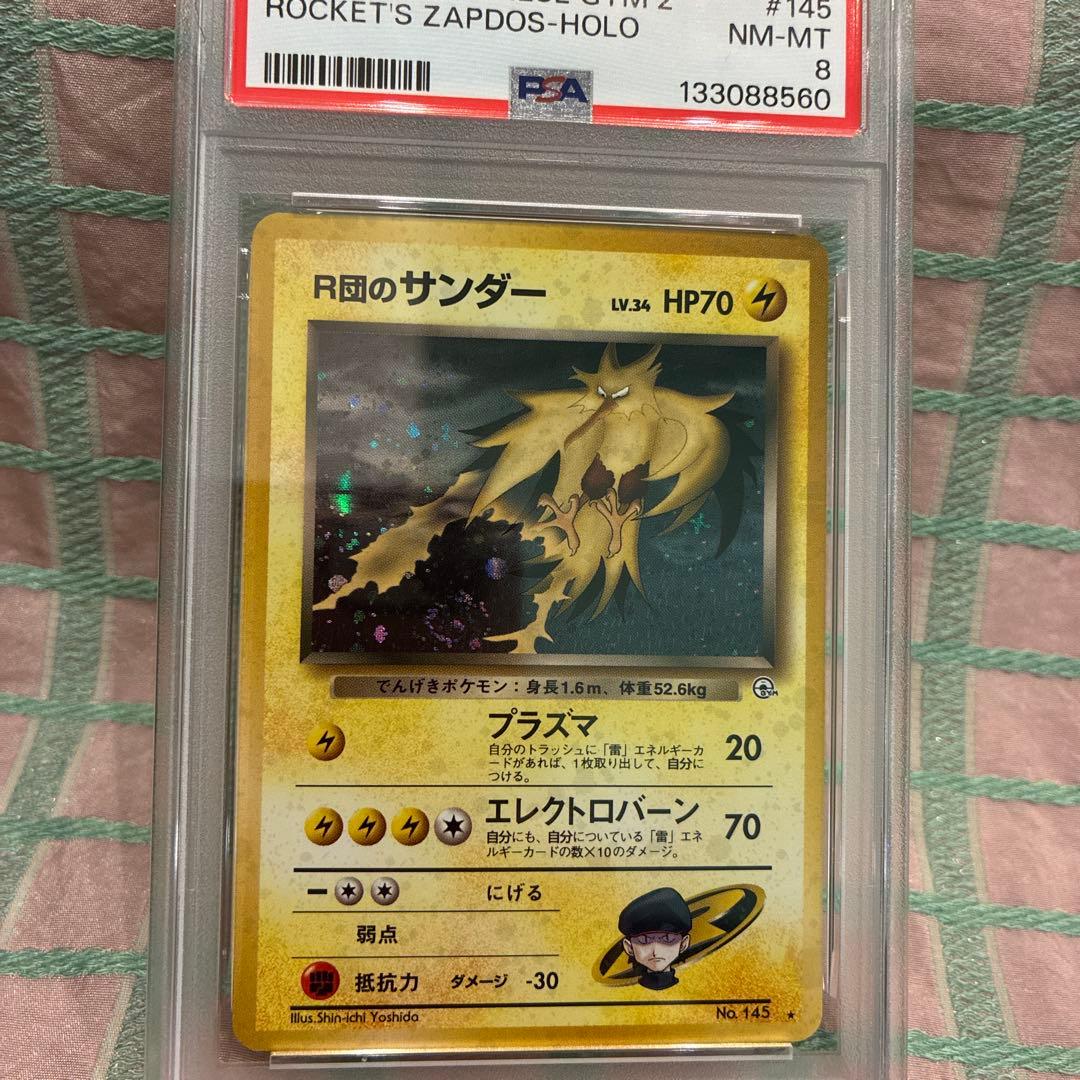 GYM 2
#145
ROCKET'S ZAPDOS-HOLO
NM-MT
8
PSA
133088560
R団のサンダー
LV.34 HP70
でんげきポケモン：身長1.6m、体重52.6kg
GYM
プラズマ
自分のトラッシュに「雷」エネルギーカ
ードがあれば、1枚取り出して、自分に
つける。
20
エレクトロバーン
自分にも、自分についている「雷」エネ
ルギーカードの数×10のダメージ。
70
にげる
弱点
抵抗力 ダメージ -30
Illus.Shin-ichi Yoshida
No. 145